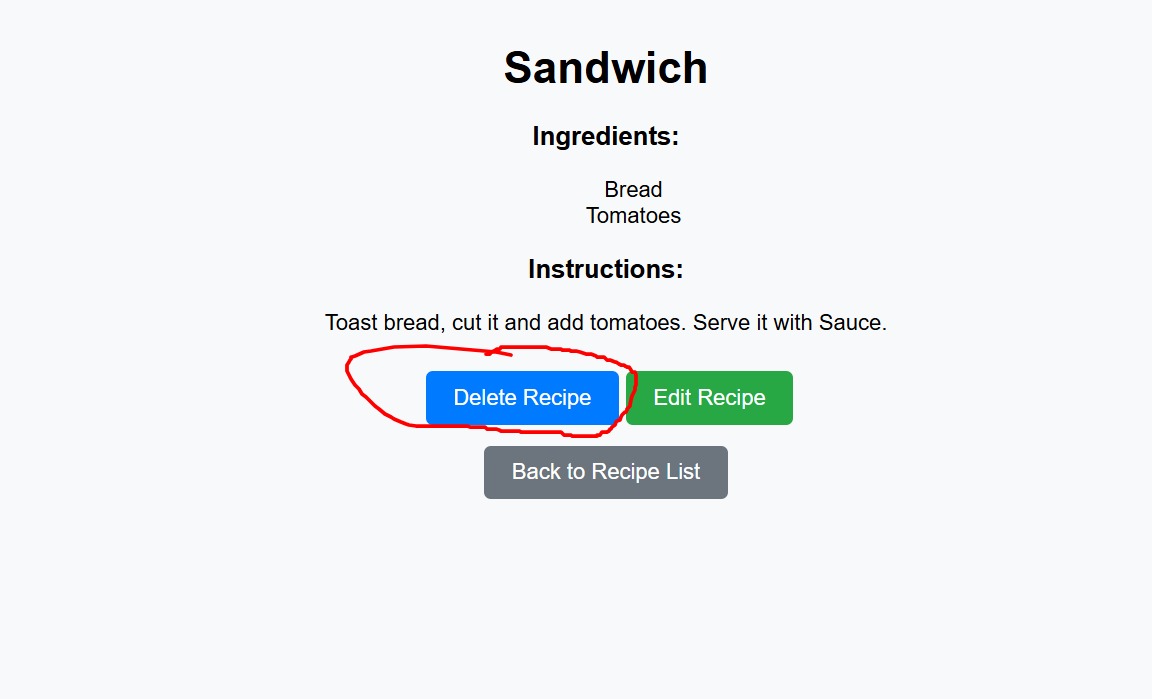 Sandwich
Ingredients:
Bread
Tomatoes
Instructions:
Toast bread, cut it and add tomatoes. Serve it with Sauce.
Delete Recipe Edit Recipe
Back to Recipe List